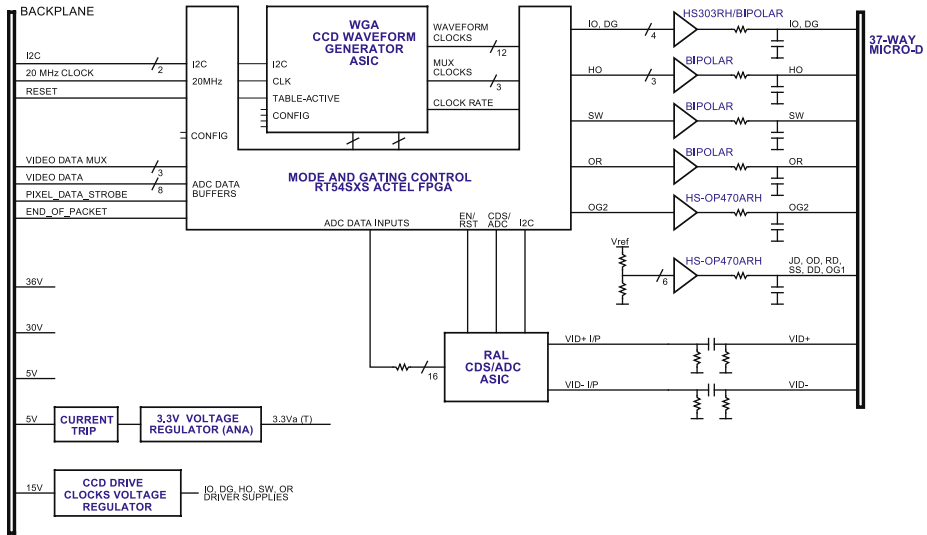 BACKPLANE
I2C
2
20 MHz CLOCK
RESET
VIDEO DATA MUX
3
VIDEO DATA
8
PIXEL_DATA_STROBE
END_OF_PACKET
I2C
20MHz
CONFIG
ADC DATA
BUFFERS
WGA
CCD WAVEFORM
GENERATOR
ASIC
I2C
CLK
TABLE-ACTIVE
CONFIG
WAVEFORM
CLOCKS
12
MUX
CLOCKS
3
CLOCK RATE
MODE AND GATING CONTROL
RT54SXS ACTEL FPGA
ADC DATA INPUTS
EN/
RST
CDS/
ADC
I2C
IO, DG
4
HS303RH/BIPOLAR
IO, DG
HO
3
BIPOLAR
HO
SW
BIPOLAR
SW
OR
BIPOLAR
OR
OG2
HS-OP470ARH
OG2
Vref
6
HS-OP470ARH
JD, OD, RD,
SS, DD, OG1
37-WAY
MICRO-D
16
RAL
CDS/ADC
ASIC
VID+ I/P
VID+
VID- I/P
VID-
36V
30V
5V
5V
CURRENT
TRIP
3.3V VOLTAGE
REGULATOR (ANA)
3.3Va (T)
15V
CCD DRIVE
CLOCKS VOLTAGE
REGULATOR
IO, DG, HO, SW, OR
DRIVER SUPPLIES